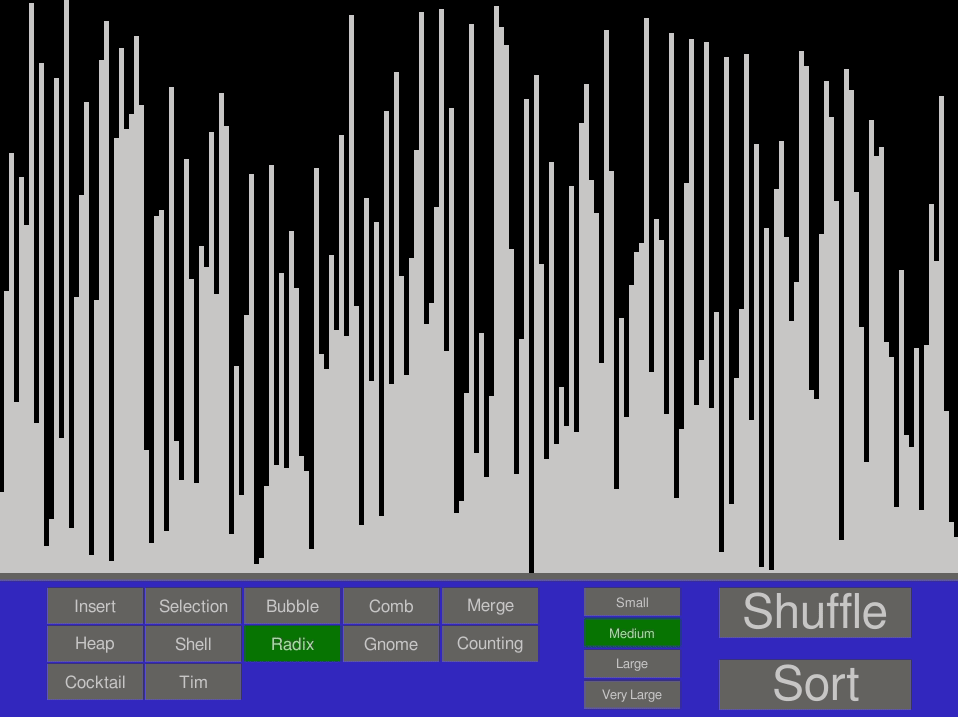 Insert Selection Bubble Comb Merge
Heap Shell Radix Gnome Counting
Cocktail Tim
Small
Medium
Large
Very Large
Shuffle
Sort